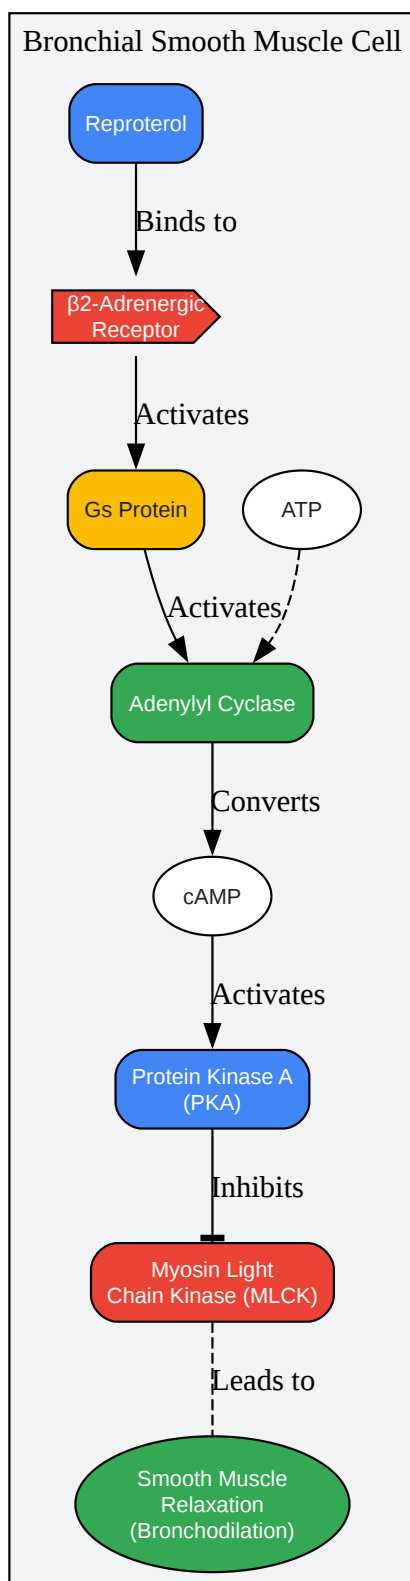 Bronchial Smooth Muscle Cell
Reproterol
Binds to
β2-Adrenergic
Receptor
Activates
Gs Protein
ATP
Activates
Adenylyl Cyclase
Converts
cAMP
Activates
Protein Kinase A
(PKA)
Inhibits
Myosin Light
Chain Kinase (MLCK)
Leads to
Smooth Muscle
Relaxation
(Bronchodilation)